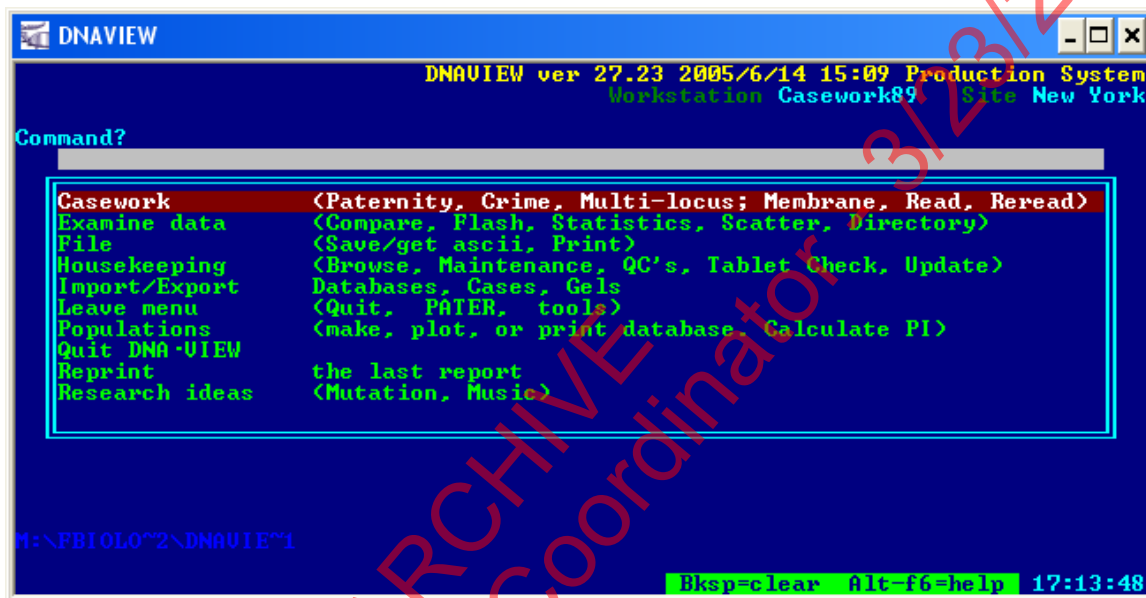 DNAVIEW
DNAVIEW ver 27.23 2005/6/14 15:09 Production System
Workstation Casework89 Site New York
Command?
Casework (Paternity, Crime, Multi-locus; Membrane, Read, Reread)
Examine data (Compare, Flash, Statistics, Scatter, Directory)
File (Save/get ascii, Print)
Housekeeping (Browse, Maintenance, QC's, Tablet Check, Update)
Import/Export Databases, Cases, Gels
Leave menu (Quit, PATER, tools)
Populations (make, plot, or print database. Calculate PI)
Quit DNA·VIEW
Reprint the last report
Research ideas (Mutation, Music)
M:\FBIOLO~2\DNAVIE~1
Bksp=clear Alt-f6=help 17:13:48
RCHIVE
Coordinator - 3/23/2